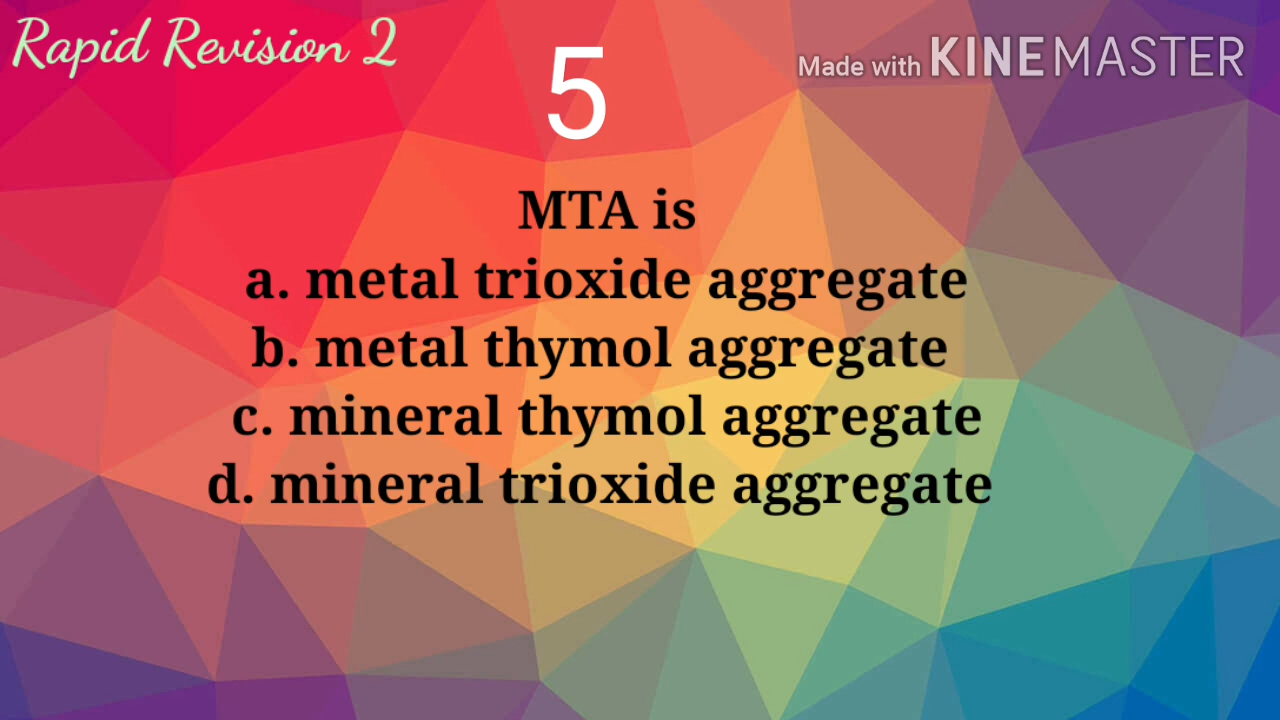 Rapid Revision 2
5
Made with KINEMASTER
MTA is
a. metal trioxide aggregate
b. metal thymol aggregate
c. mineral thymol aggregate
d. mineral trioxide aggregate